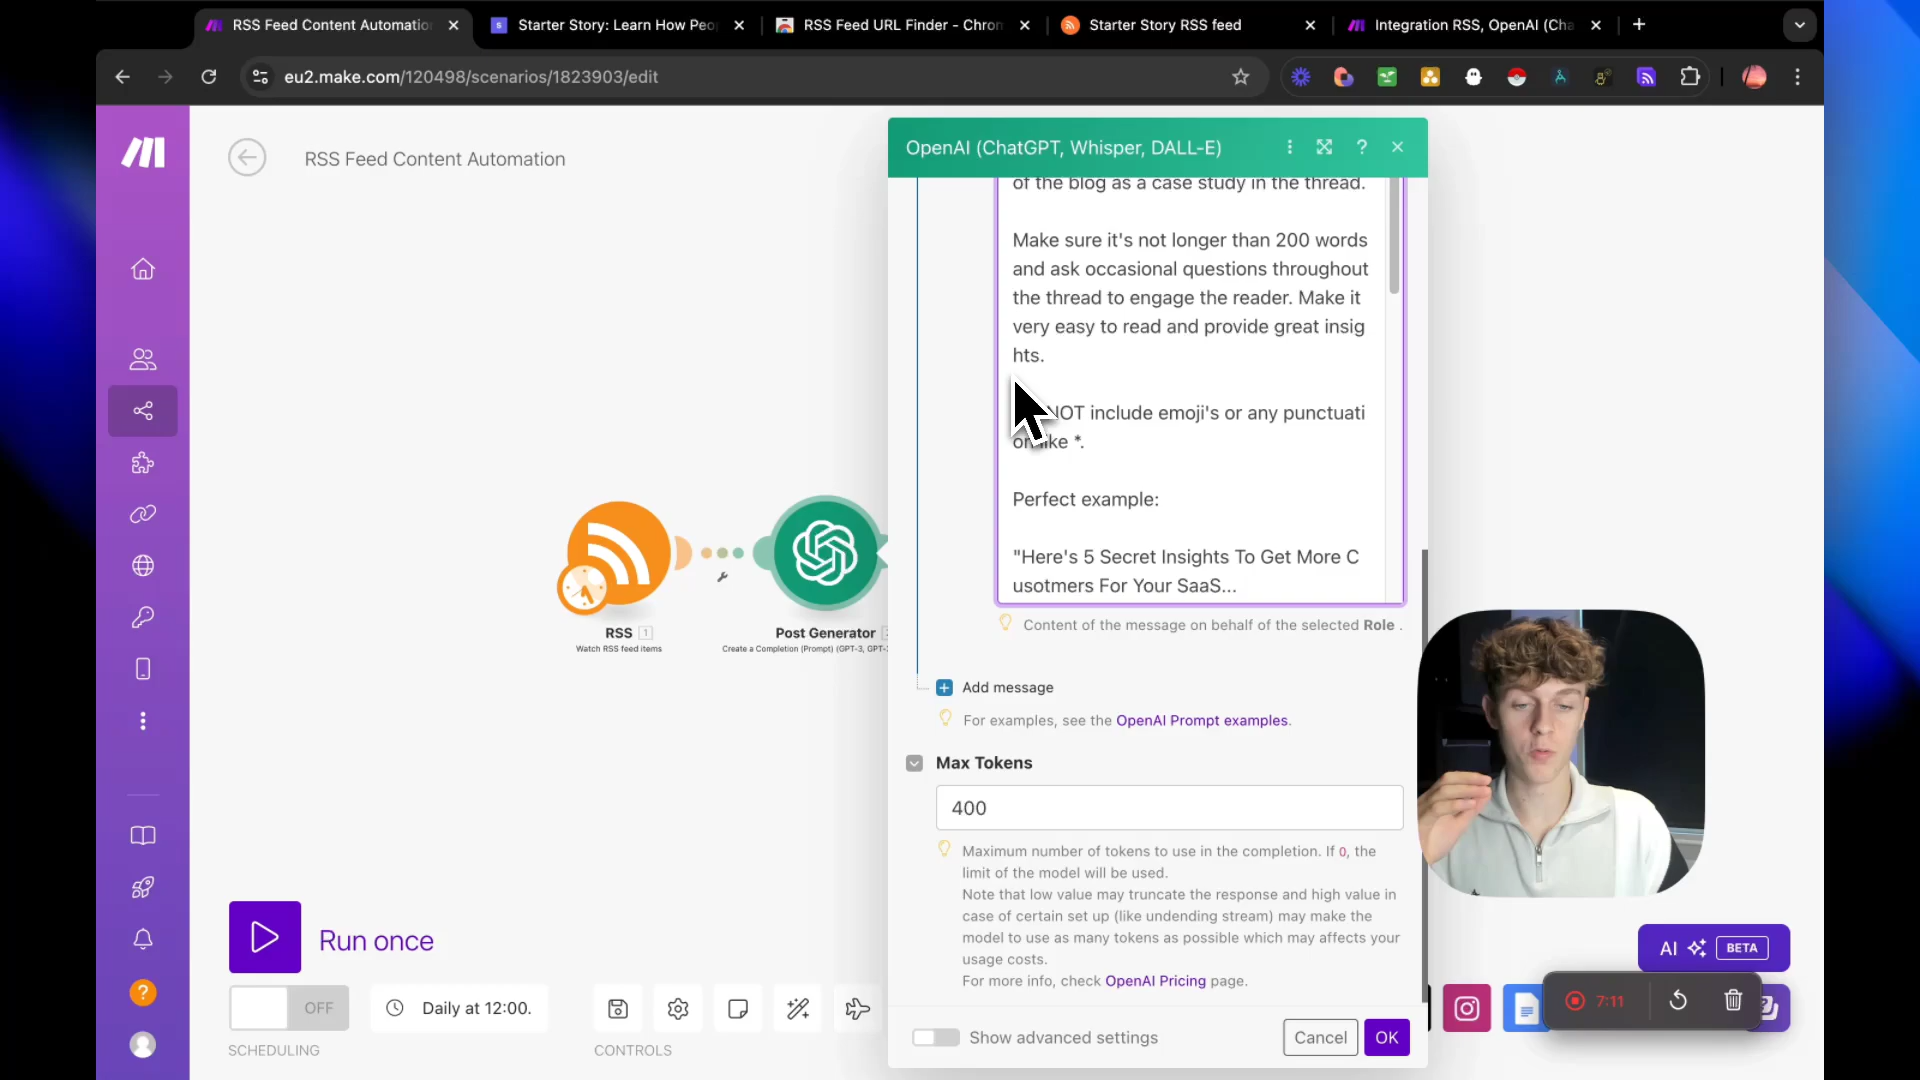 RSS Feed Content Automation
Starter Story: Learn How Peo
RSS Feed URL Finder - Chrom
Starter Story RSS feed
Integration RSS, OpenAI (Cha
eu2.make.com/120498/scenarios/1823903/edit
RSS Feed Content Automation
OpenAI (ChatGPT, Whisper, DALL-E)
of the blog as a case study in the thread.
Make sure it's not longer than 200 words
and ask occasional questions throughout
the thread to engage the reader. Make it
very easy to read and provide great insig
hts.
NOT include emoji's or any punctuati
on like *.
Perfect example:
"Here's 5 Secret Insights To Get More C
usotmers For Your SaaS...
Content of the message on behalf of the selected Role .
RSS 1
Watch RSS feed items
Post Generator
Create a Completion (Prompt) (GPT-3, GPT-
Add message
For examples, see the OpenAI Prompt examples.
Max Tokens
400
Maximum number of tokens to use in the completion. If 0, the
limit of the model will be used.
Note that low value may truncate the response and high value in
case of certain set up (like undending stream) may make the
model to use as many tokens as possible which may affects your
usage costs.
For more info, check OpenAI Pricing page.
Show advanced settings
Cancel
OK
Run once
OFF
Daily at 12:00.
SCHEDULING
CONTROLS
AI
BETA
7:11